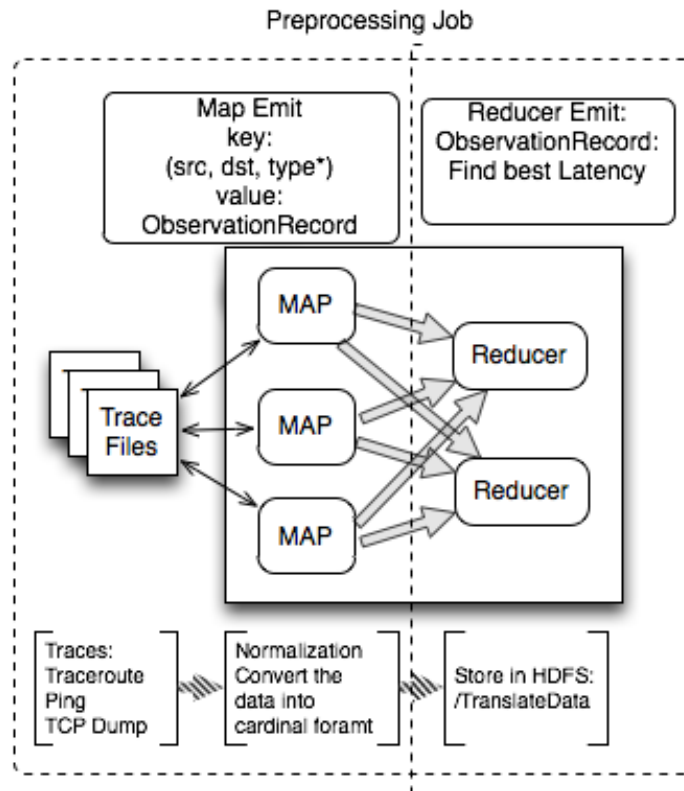 Preprocessing Job
Map Emit
key:
(src, dst, type*)
value:
ObservationRecord
Reducer Emit:
ObservationRecord:
Find best Latency
MAP
MAP
MAP
Reducer
Reducer
Trace
Files
Traces:
Traceroute
Ping
TCP Dump
Normalization
Convert the
data into
cardinal foramt
Store in HDFS:
/TranslateData